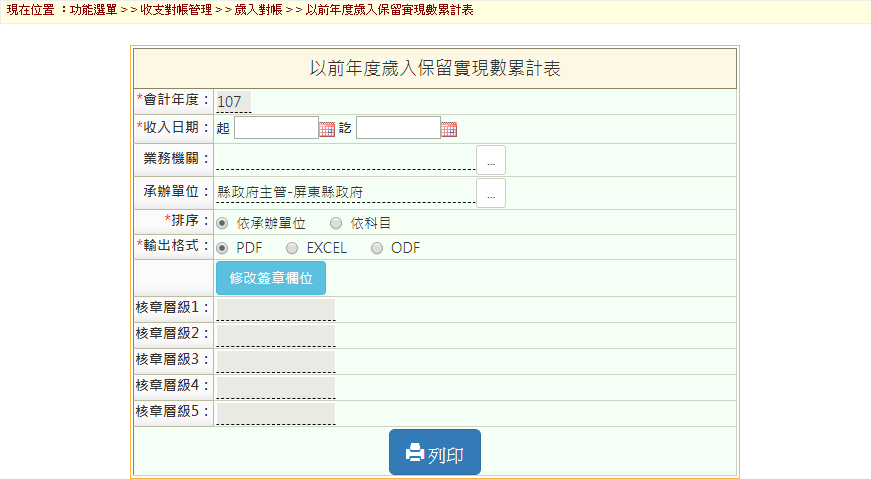 現在位置 ：功能選單 > > 收支對帳管理 > > 歲入對帳 > > 以前年度歲入保留實現數累計表
以前年度歲入保留實現數累計表
*會計年度： 107
*收入日期： 起 訖
業務機關： ...
承辦單位： 縣政府主管-屏東縣政府 ...
*排序： 依承辦單位 依科目
*輸出格式： PDF EXCEL ODF
修改簽章欄位
核章層級1：
核章層級2：
核章層級3：
核章層級4：
核章層級5：
列印